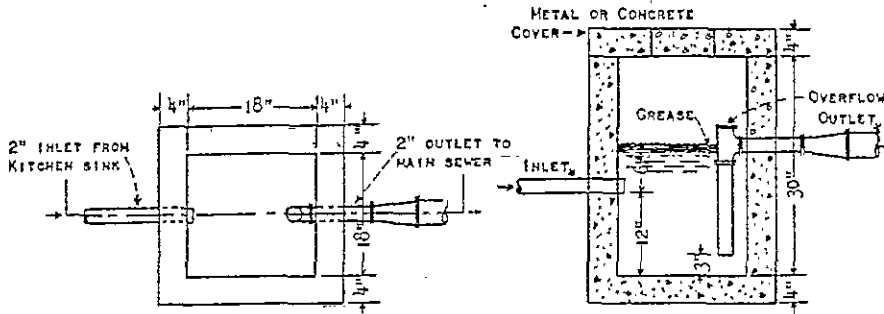 METAL OR CONCRETE
COVER
4"
4" 18" 4"
GREASE
OVERFLOW
OUTLET
2" INLET FROM
KITCHEN SINK
4"
2" OUTLET TO
MAIN SEWER
INLET
30"
18"
12"
3"
4"
4"